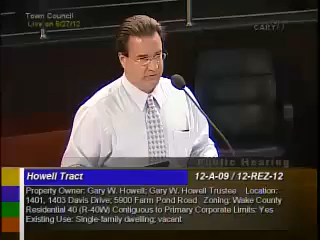 Town Council
Live on 9/27/12
CARY//
Public Hearing
Howell Tract
12-A-09 / 12-REZ-12
Property Owner: Gary W. Howell; Gary W. Howell Trustee Location:
1401, 1403 Davis Drive; 5900 Farm Pond Road Zoning: Wake County
Residential 40 (R-40W) Contiguous to Primary Corporate Limits: Yes
Existing Use: Single-family dwelling; vacant